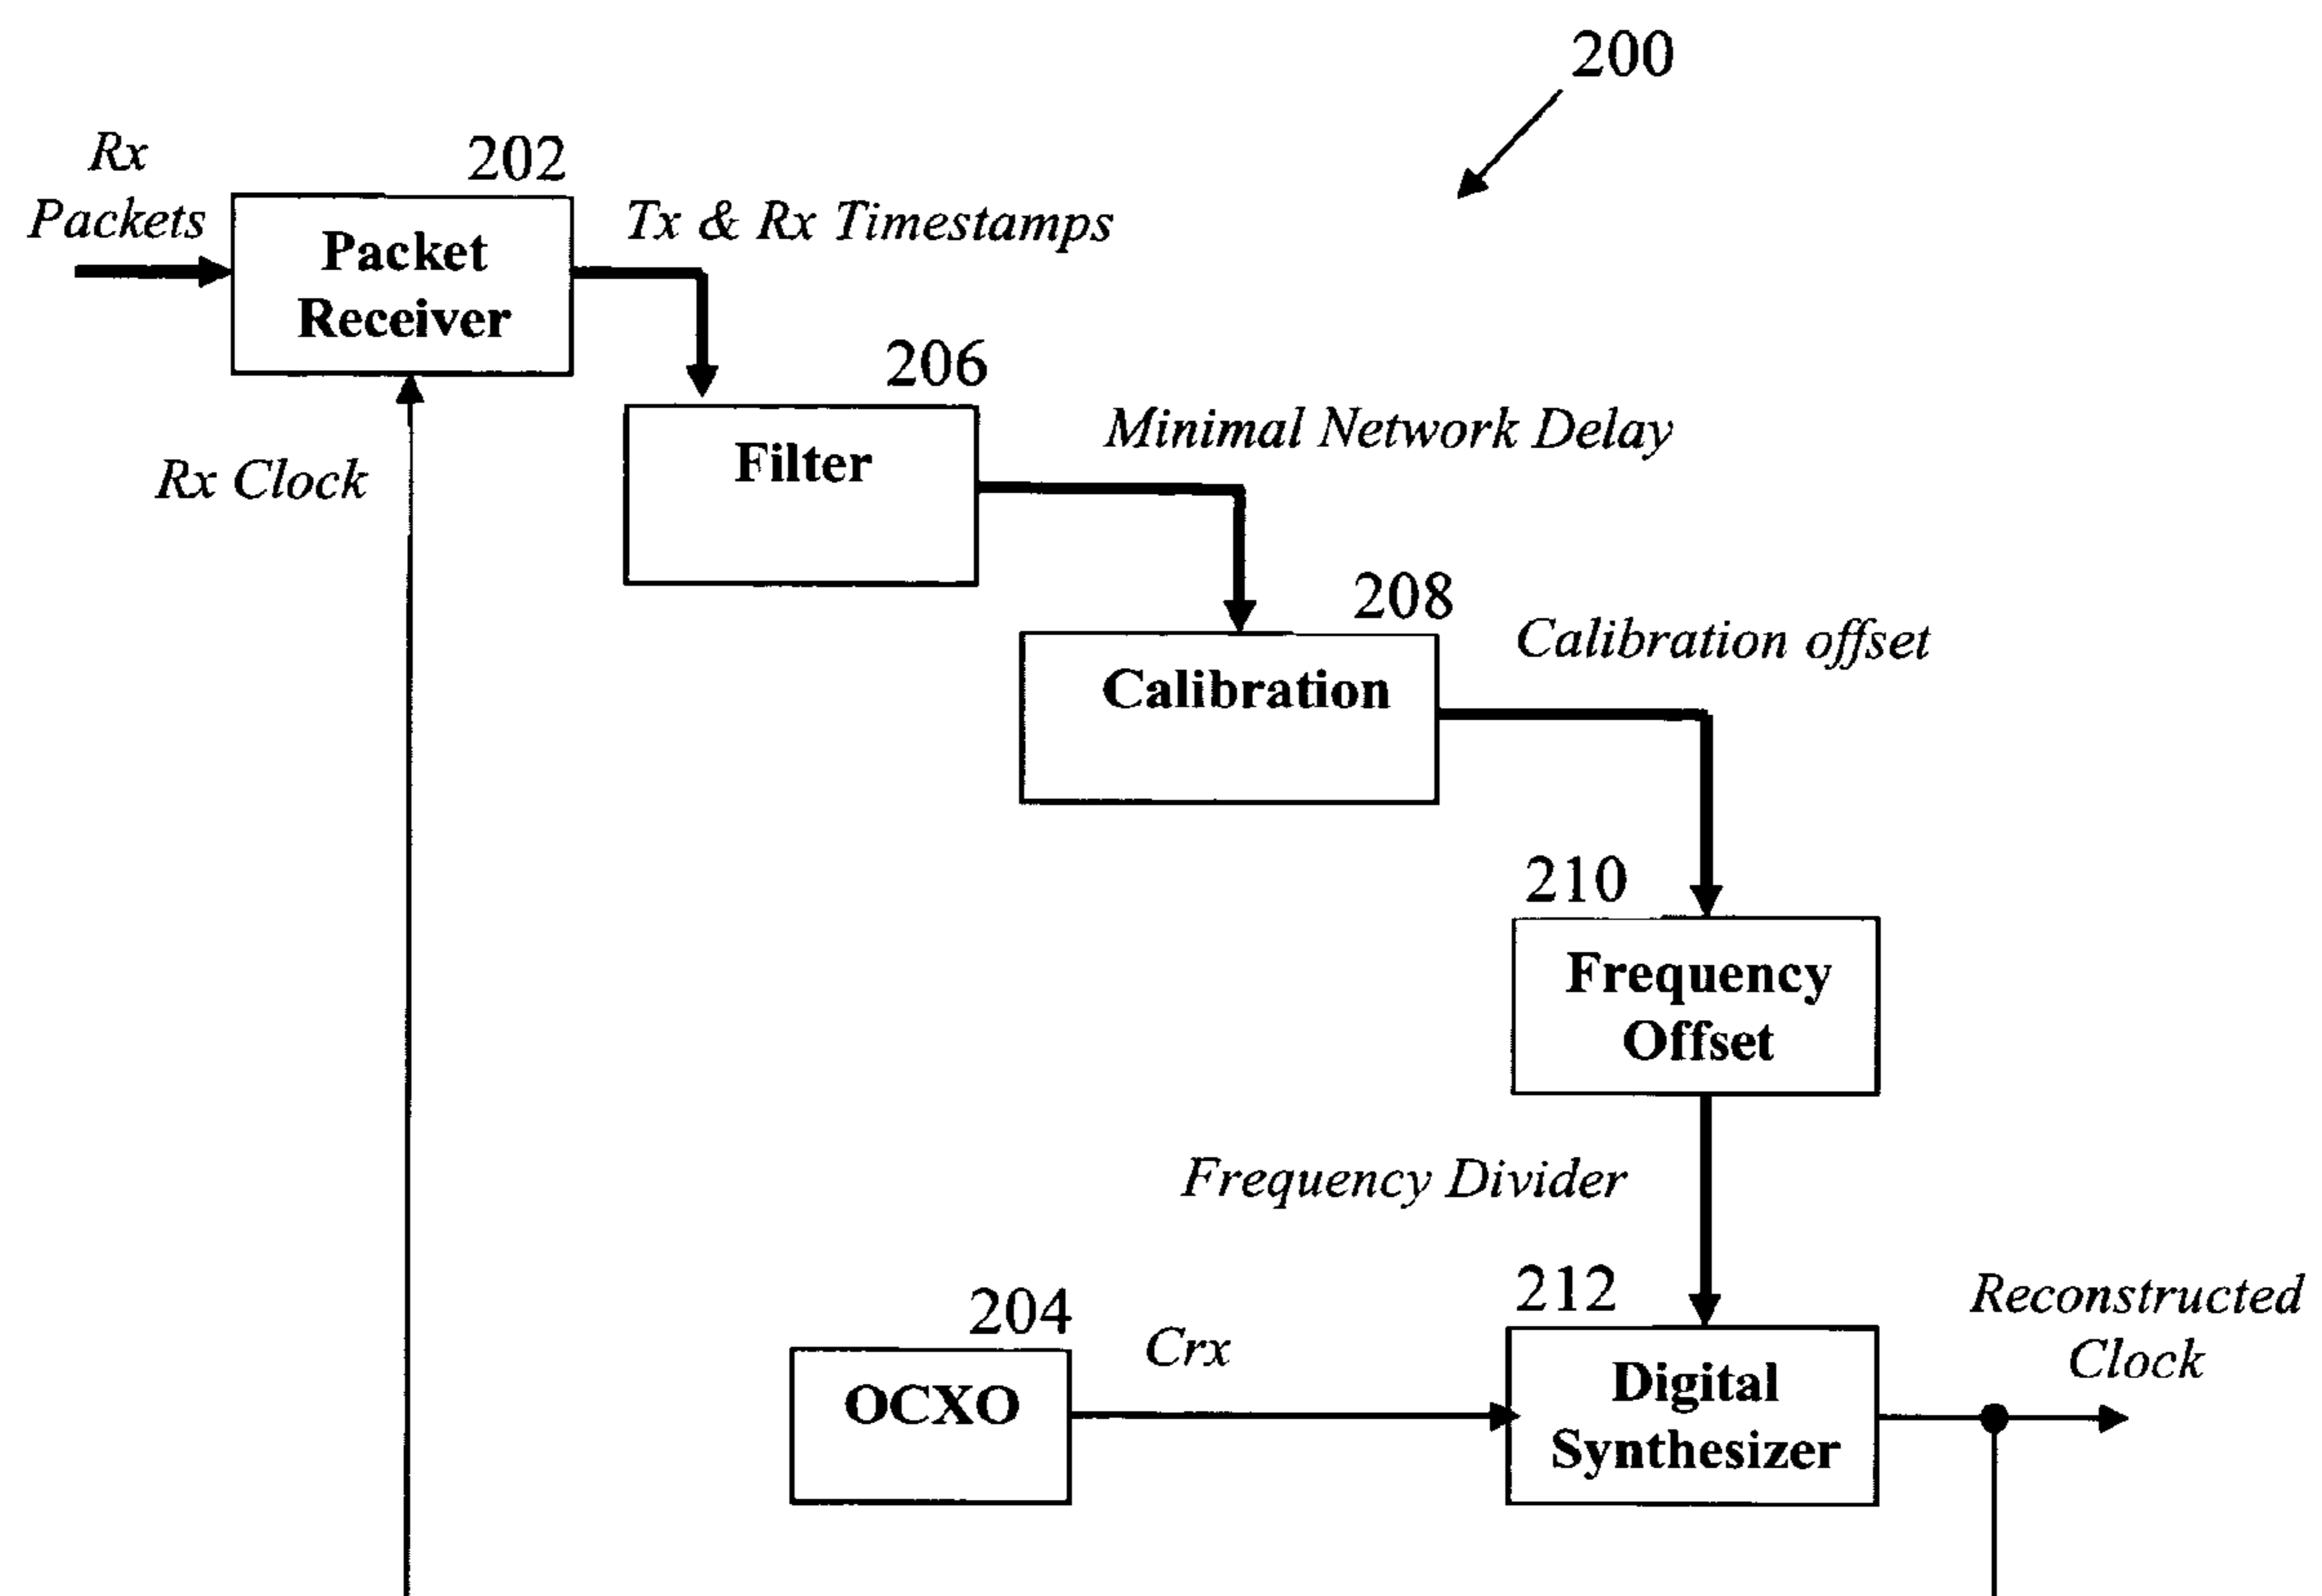 200
Rx
Packets
202
Packet
Receiver
Tx & Rx Timestamps
206
Filter
Rx Clock
Minimal Network Delay
208
Calibration
Calibration offset
210
Frequency
Offset
Frequency Divider
204
OCXO
Crx
212
Digital
Synthesizer
Reconstructed
Clock